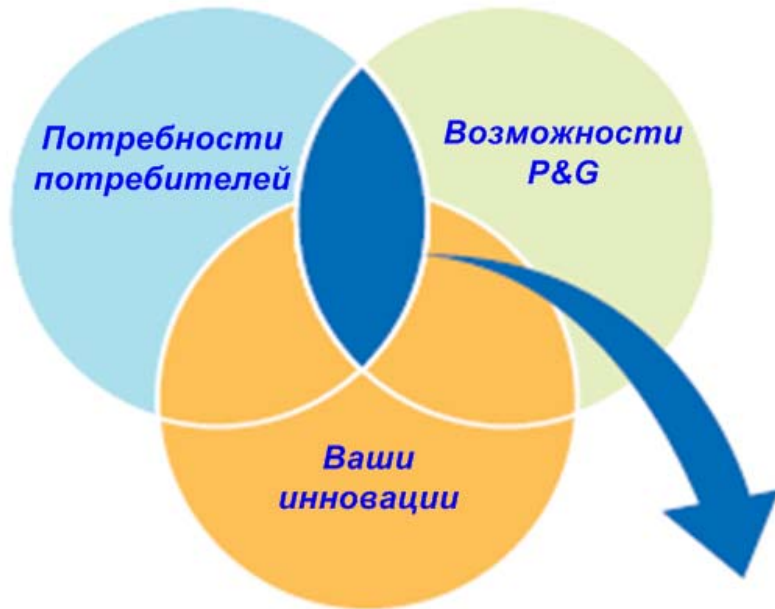 Потребности
потребителей
Возможности
P&G
Ваши
инновации